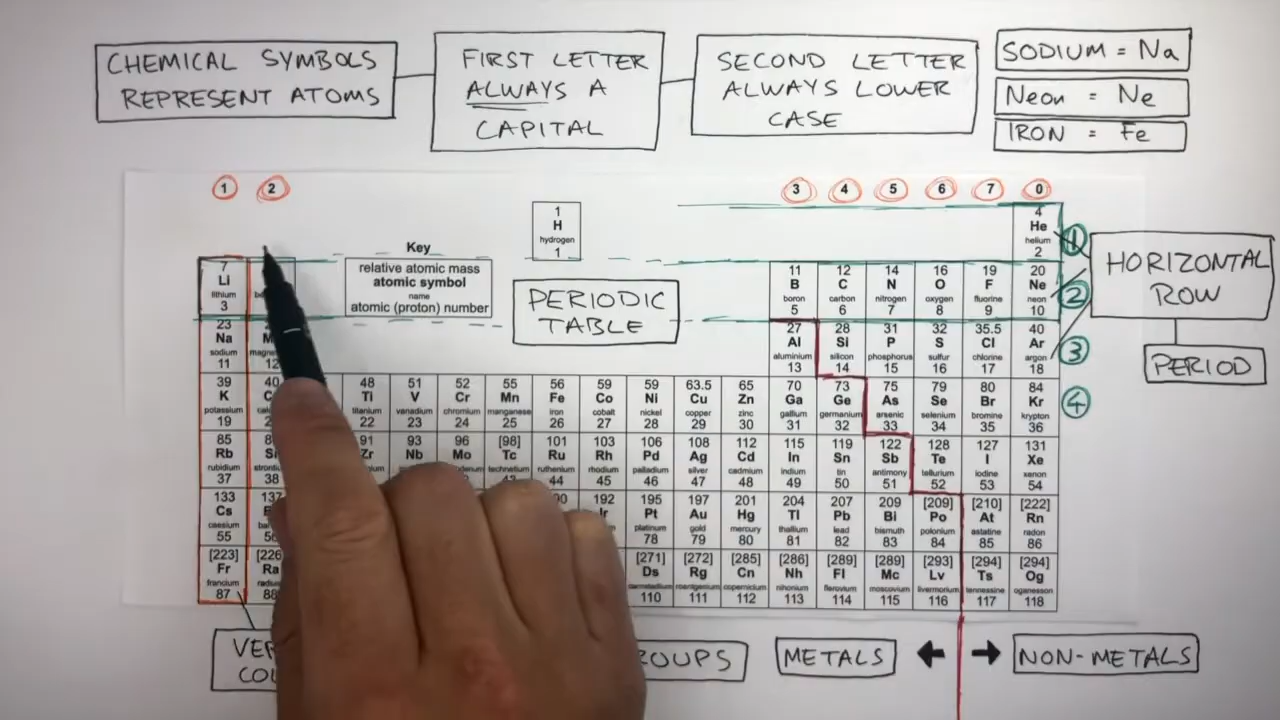 CHEMICAL SYMBOLS
REPRESENT ATOMS
FIRST LETTER
ALWAYS A
CAPITAL
SECOND LETTER
ALWAYS LOWER
CASE
SODIUM = Na
Neon = Ne
IRON = Fe
1 2 3 4 5 6 7 0
1
H
hydrogen
1
4
He
helium
2
1
HORIZONTAL
ROW
PERIOD
Key
relative atomic mass
atomic symbol
name
atomic (proton) number
PERIODIC
TABLE
7 11 12 14 16 19 20
Li B C N O F Ne
lithium boron carbon nitrogen oxygen fluorine neon
3 5 6 7 8 9 10
2
23 27 28 31 32 35.5 40
Na Al Si P S Cl Ar
sodium aluminium silicon phosphorus sulfur chlorine argon
11 12 13 14 15 16 17 18
3
39 40 48 51 52 55 56 59 59 63.5 65 70 73 75 79 80 84
K Ti V Cr Mn Fe Co Ni Cu Zn Ga Ge As Se Br Kr
potassium titanium vanadium chromium manganese iron cobalt nickel copper zinc gallium germanium arsenic selenium bromine krypton
19 22 23 24 25 26 27 28 29 30 31 32 33 34 35 36
4
85 91 93 96 [98] 101 103 106 108 112 115 119 122 128 127 131
Rb Zr Nb Mo Tc Ru Rh Pd Ag Cd In Sn Sb Te I Xe
rubidium technetium ruthenium rhodium palladium silver cadmium indium tin antimony tellurium iodine xenon
37 38 44 45 46 47 48 49 50 51 52 53 54
133 137 192 195 197 201 204 207 209 [209] [210] [222]
Cs Pt Au Hg Tl Pb Bi Po At Rn
caesium platinum gold mercury thallium lead bismuth polonium astatine radon
55 78 79 80 81 82 83 84 85 86
[223] [226 [271] [272] [285] [286] [289] [289] [293] [294] [294]
Fr Ra Ds Rg Cn Nh Fl Mc Lv Ts Og
francium darmstadtium roentgenium copernicium nihonium flerovium moscovium livermorium tennessine oganesson
87 88 110 111 112 113 114 115 116 117 118
METALS
NON-METALS